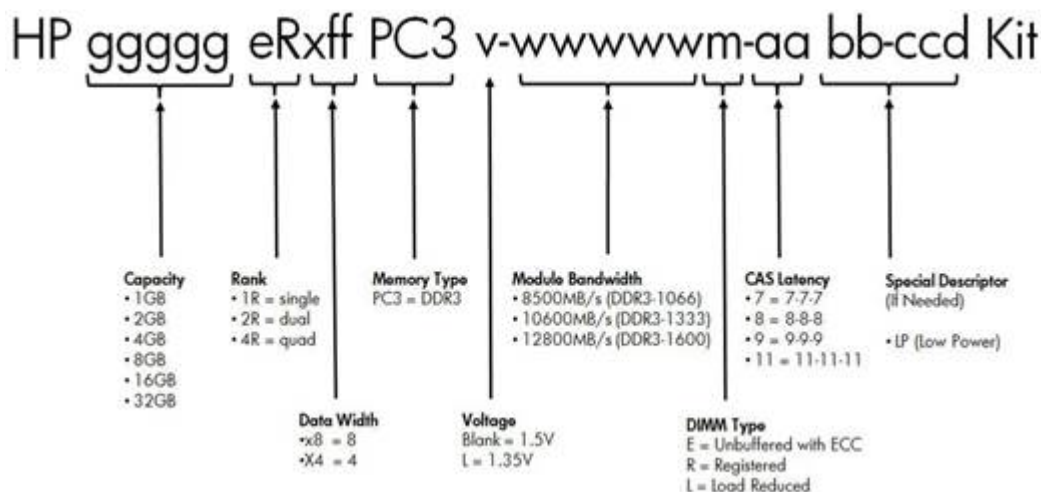 HP ggggg eRxff PC3 v-wwwwwm-aa bb-ccd Kit
Capacity
• 1GB
• 2GB
• 4GB
• 8GB
• 16GB
• 32GB
Rank
• 1R = single
• 2R = dual
• 4R = quad
Memory Type
PC3 = DDR3
Module Bandwidth
• 8500MB/s (DDR3-1066)
• 10600MB/s (DDR3-1333)
• 12800MB/s (DDR3-1600)
CAS Latency
• 7 = 7-7-7
• 8 = 8-8-8
• 9 = 9-9-9
• 11 = 11-11-11
Special Descriptor
(If Needed)
• LP (Low Power)
Data Width
•x8 = 8
•X4 = 4
Voltage
Blank = 1.5V
L = 1.35V
DIMM Type
E = Unbuffered with ECC
R = Registered
L = Load Reduced